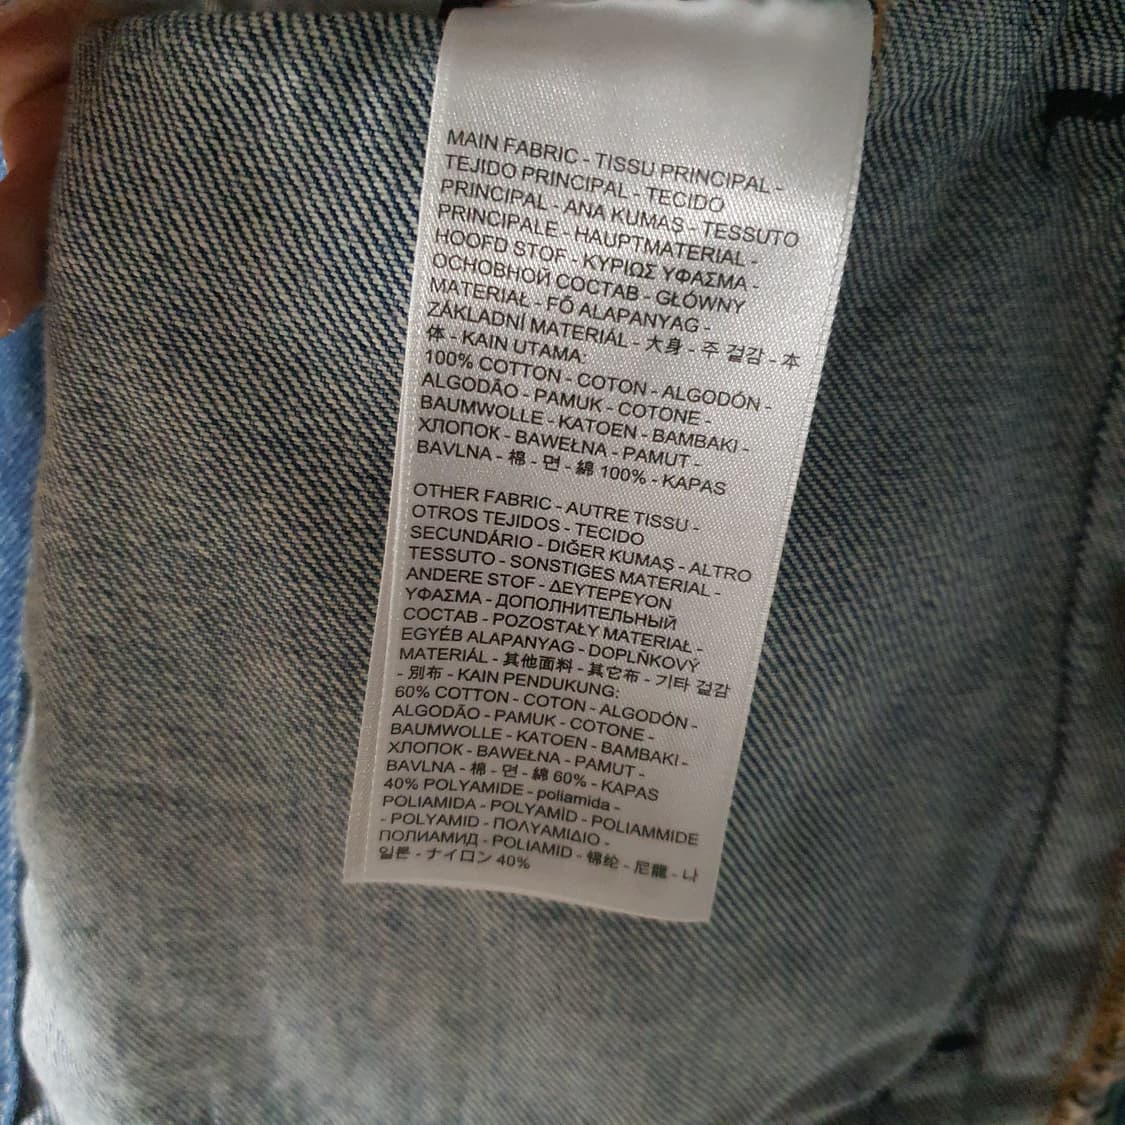 MAIN FABRIC - TISSU PRINCIPAL -
TEJIDO PRINCIPAL - TECIDO
PRINCIPAL - ANA KUMAŞ - TESSUTO
PRINCIPALE - HAUPTMATERIAL -
HOOFD STOF - ΚΥΡΙΩΣ ΥΦΑΣΜΑ -
ОСНОВНОЙ СОСТАВ - GŁÓWNY
MATERIAŁ - FŐ ALAPANYAG -
ZÁKLADNÍ MATERIÁL - 大身 - 주 겉감 - 本
体 - KAIN UTAMA:
100% COTTON - COTON - ALGODÓN -
ALGODÃO - PAMUK - COTONE -
BAUMWOLLE - KATOEN - BAMBAKI -
ХЛОПОК - BAWEŁNA - PAMUT -
BAVLNA - 棉 - 면 - 綿 100% - KAPAS
OTHER FABRIC - AUTRE TISSU -
OTROS TEJIDOS - TECIDO
SECUNDÁRIO - DİĞER KUMAŞ - ALTRO
TESSUTO - SONSTIGES MATERIAL -
ANDERE STOF - ΔΕΥΤΕΡΕΥΟΝ
ΥΦΑΣΜΑ - ДОПОЛНИТЕЛЬНЫЙ
СОСТАВ - POZOSTAŁY MATERIAŁ -
EGYÉB ALAPANYAG - DOPLŇKOVÝ
MATERIÁL - 其他面料 - 其它布 - 기타 겉감
- 別布 - KAIN PENDUKUNG:
60% COTTON - COTON - ALGODÓN -
ALGODÃO - PAMUK - COTONE -
BAUMWOLLE - KATOEN - BAMBAKI -
ХЛОПОК - BAWEŁNA - PAMUT -
BAVLNA - 棉 - 면 - 綿 60% - KAPAS
40% POLYAMIDE - poliamida -
POLIAMIDA - POLYAMİD - POLIAMMIDE
- POLYAMID - ΠΟΛΥΑΜΙΔΙΟ -
ПОЛИАМИД - POLIAMID - 锦纶 - 尼龍 - 나
일론 - ナイロン 40%